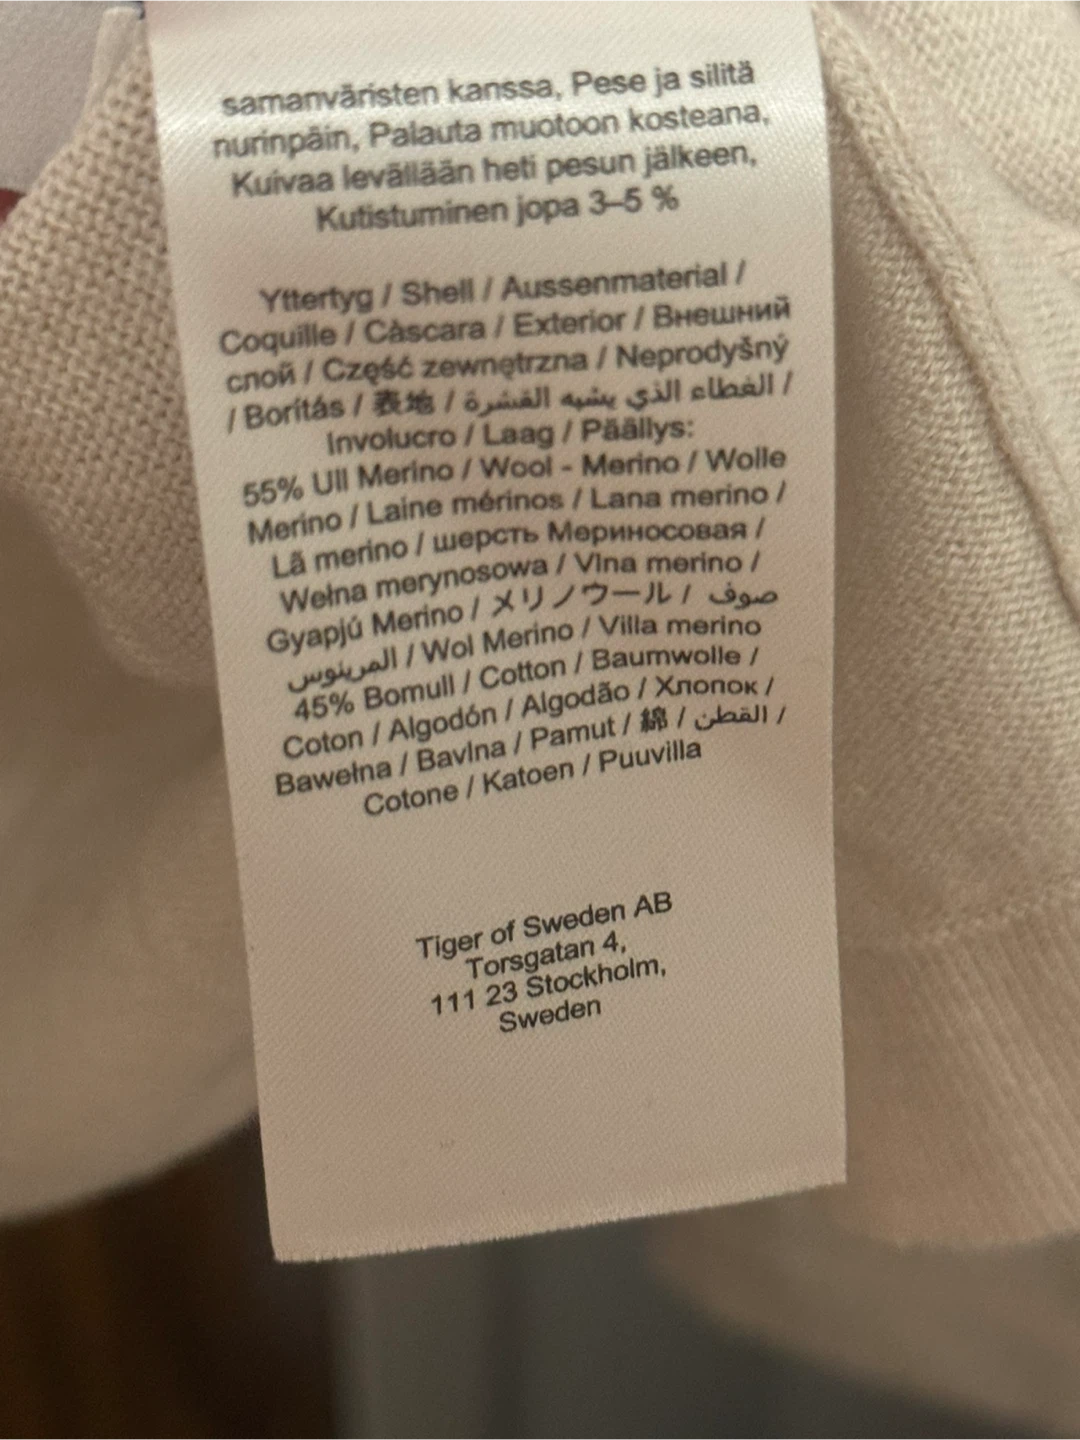 samanväristen kanssa, Pese ja silitä
nurinpäin, Palauta muotoon kosteana,
Kuivaa levällään heti pesun jälkeen,
Kutistuminen jopa 3–5 %
Yttertyg / Shell / Aussenmaterial /
Coquille / Càscara / Exterior / Внешний
слой / Część zewnętrzna / Neprodyšný
/ Borítás / 表地 / الغطاء الذي يشبه القشرة /
Involucro / Laag / Päällys:
55% Ull Merino / Wool - Merino / Wolle
Merino / Laine mérinos / Lana merino /
Lã merino / шерсть Мериносовая /
Wełna merynosowa / Vlna merino /
Gyapjú Merino / メリノウール / صوف
المرينوس / Wol Merino / Villa merino
45% Bomull / Cotton / Baumwolle /
Coton / Algodón / Algodão / Хлопок /
Bawełna / Bavlna / Pamut / 綿 / القطن /
Cotone / Katoen / Puuvilla
Tiger of Sweden AB
Torsgatan 4,
111 23 Stockholm,
Sweden